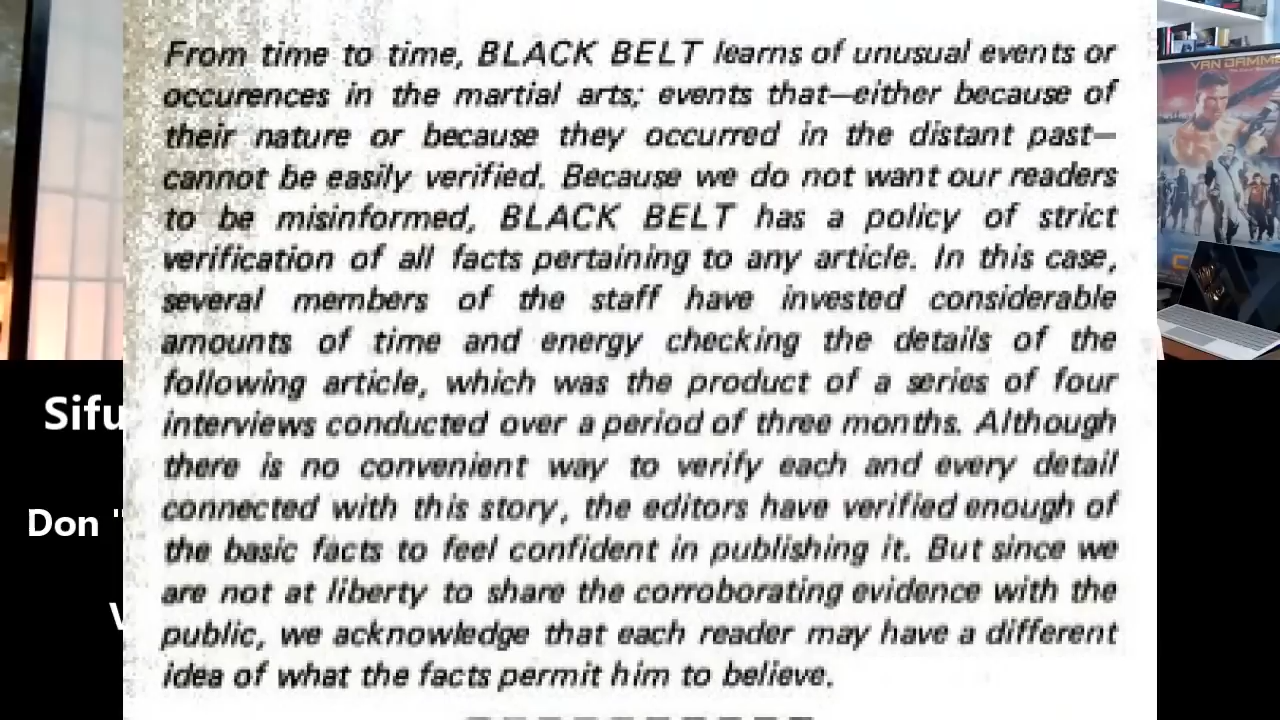 From time to time, BLACK BELT learns of unusual events or
occurences in the martial arts; events that—either because of
their nature or because they occurred in the distant past—
cannot be easily verified. Because we do not want our readers
to be misinformed, BLACK BELT has a policy of strict
verification of all facts pertaining to any article. In this case,
several members of the staff have invested considerable
amounts of time and energy checking the details of the
following article, which was the product of a series of four
interviews conducted over a period of three months. Although
there is no convenient way to verify each and every detail
connected with this story, the editors have verified enough of
the basic facts to feel confident in publishing it. But since we
are not at liberty to share the corroborating evidence with the
public, we acknowledge that each reader may have a different
idea of what the facts permit him to believe.
VAN DAMME
Sifu
Don "